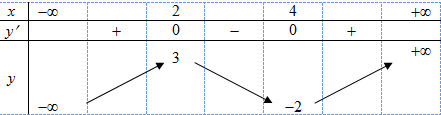 x −∞ 2 4 +∞
y′ + 0 − 0 + 
3 +∞
y
−∞ −2